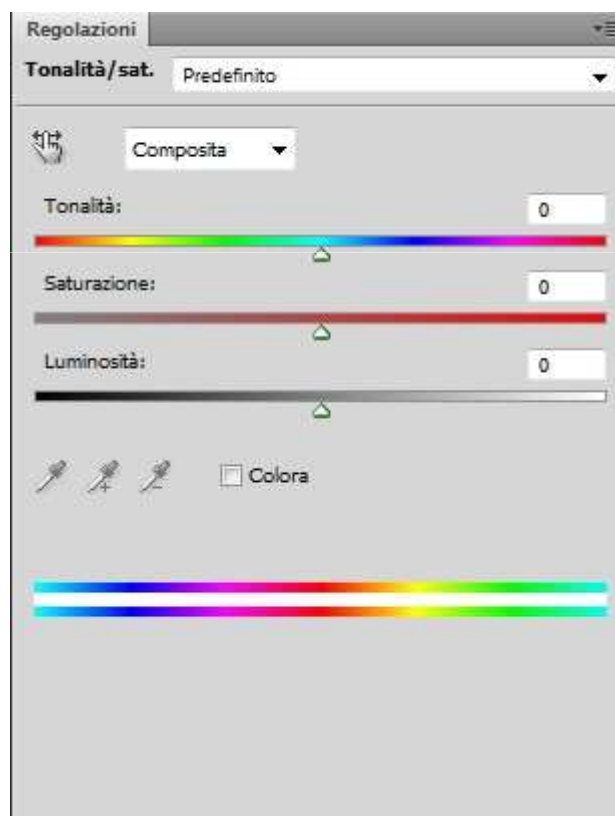 Regolazioni
Tonalità/sat. Predefinito
Composita
Tonalità: 0
Saturazione: 0
Luminosità: 0
Colora